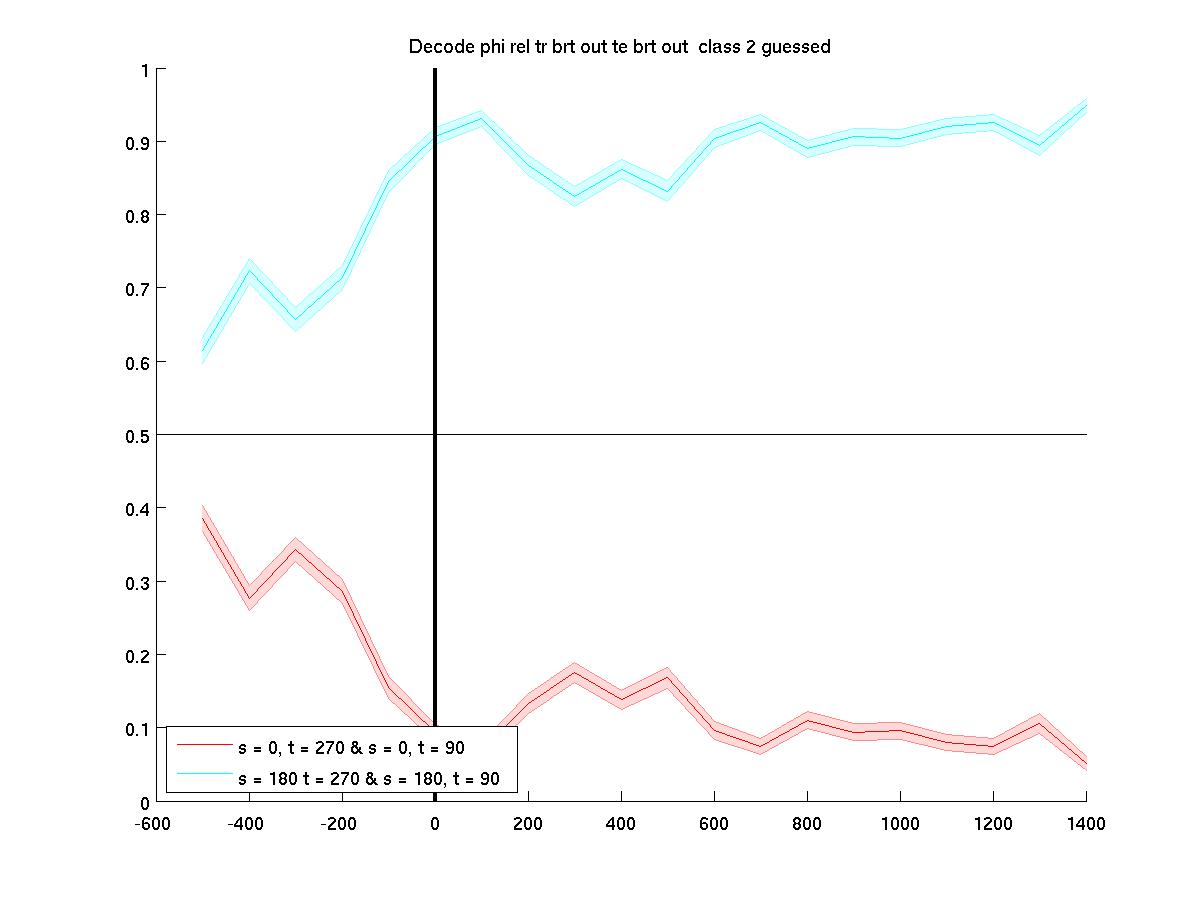 Decode phi rel tr brt out te brt out  class 2 guessed
1
0.9
0.8
0.7
0.6
0.5
0.4
0.3
0.2
0.1
0
s = 0, t = 270 & s = 0, t = 90
s = 180 t = 270 & s = 180, t = 90
-600 -400 -200 0 200 400 600 800 1000 1200 1400